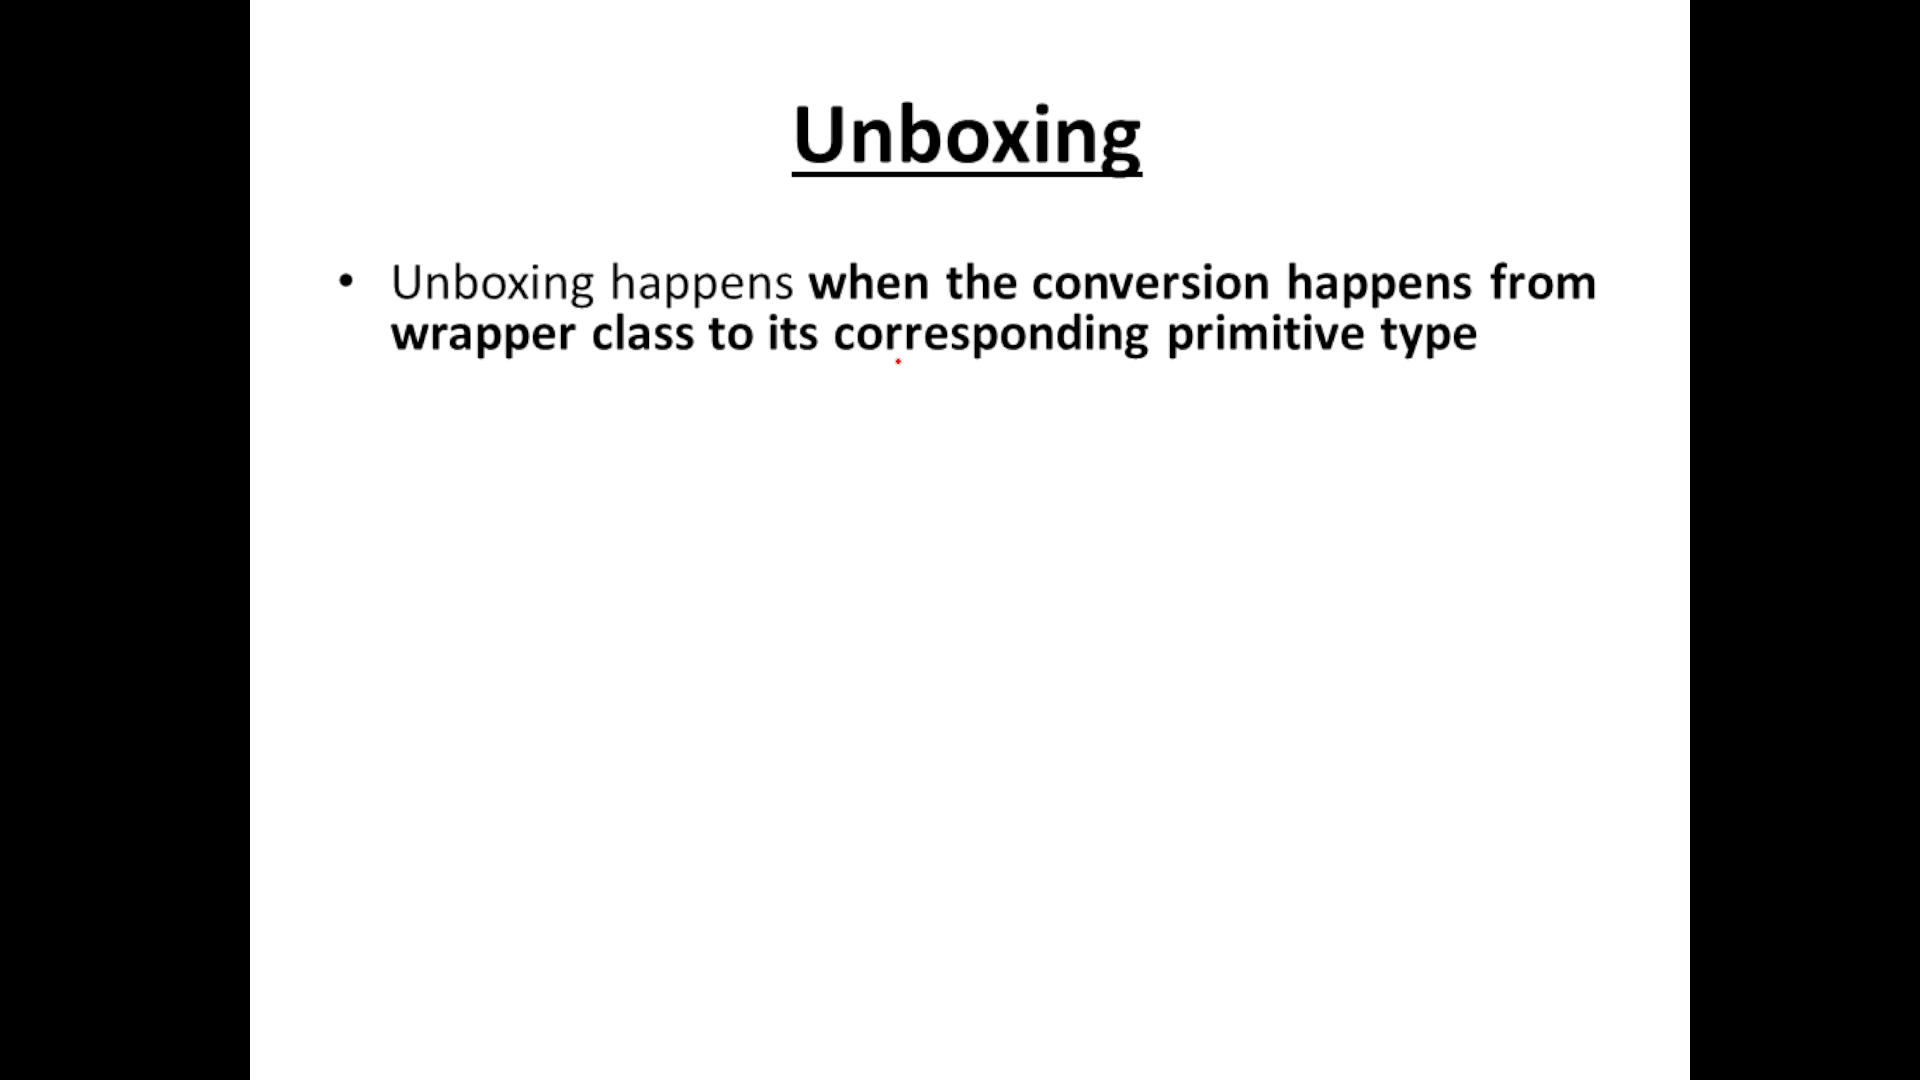 Unboxing
• Unboxing happens when the conversion happens from
wrapper class to its corresponding primitive type